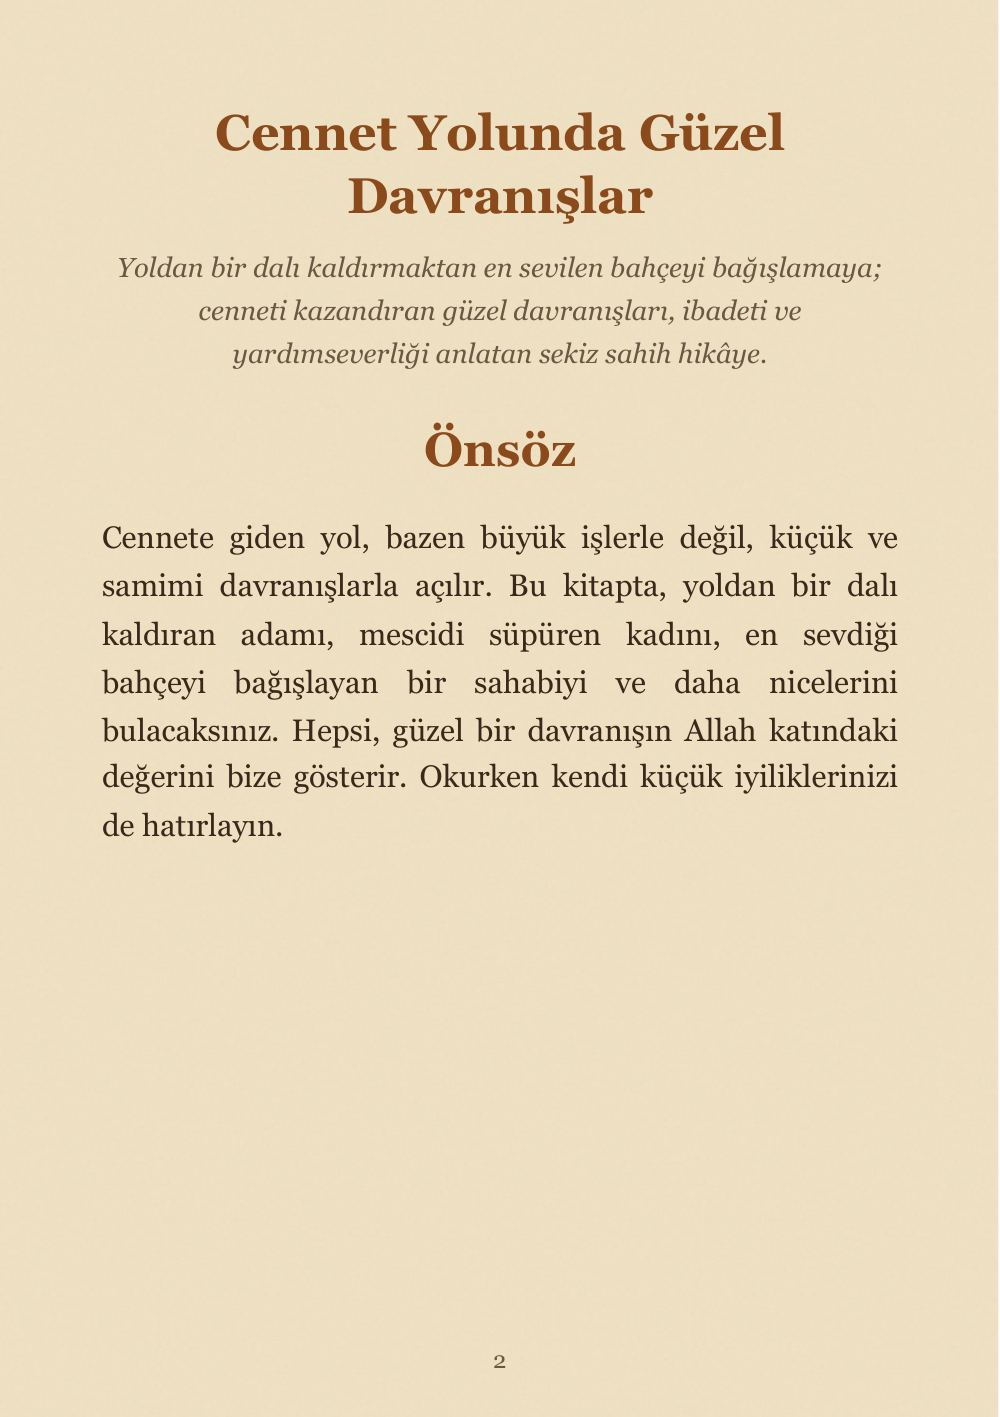 Cennet Yolunda Güzel
Davranışlar
Yoldan bir dalı kaldırmaktan en sevilen bahçeyi bağışlamaya;
cenneti kazandıran güzel davranışları, ibadeti ve
yardımseverliği anlatan sekiz sahih hikâye.
Önsöz
Cennete giden yol, bazen büyük işlerle değil, küçük ve
samimi davranışlarla açılır. Bu kitapta, yoldan bir dalı
kaldıran adamı, mescidi süpüren kadını, en sevdiği
bahçeyi bağışlayan bir sahabiyi ve daha nicelerini
bulacaksınız. Hepsi, güzel bir davranışın Allah katındaki
değerini bize gösterir. Okurken kendi küçük iyiliklerinizi
de hatırlayın.
2